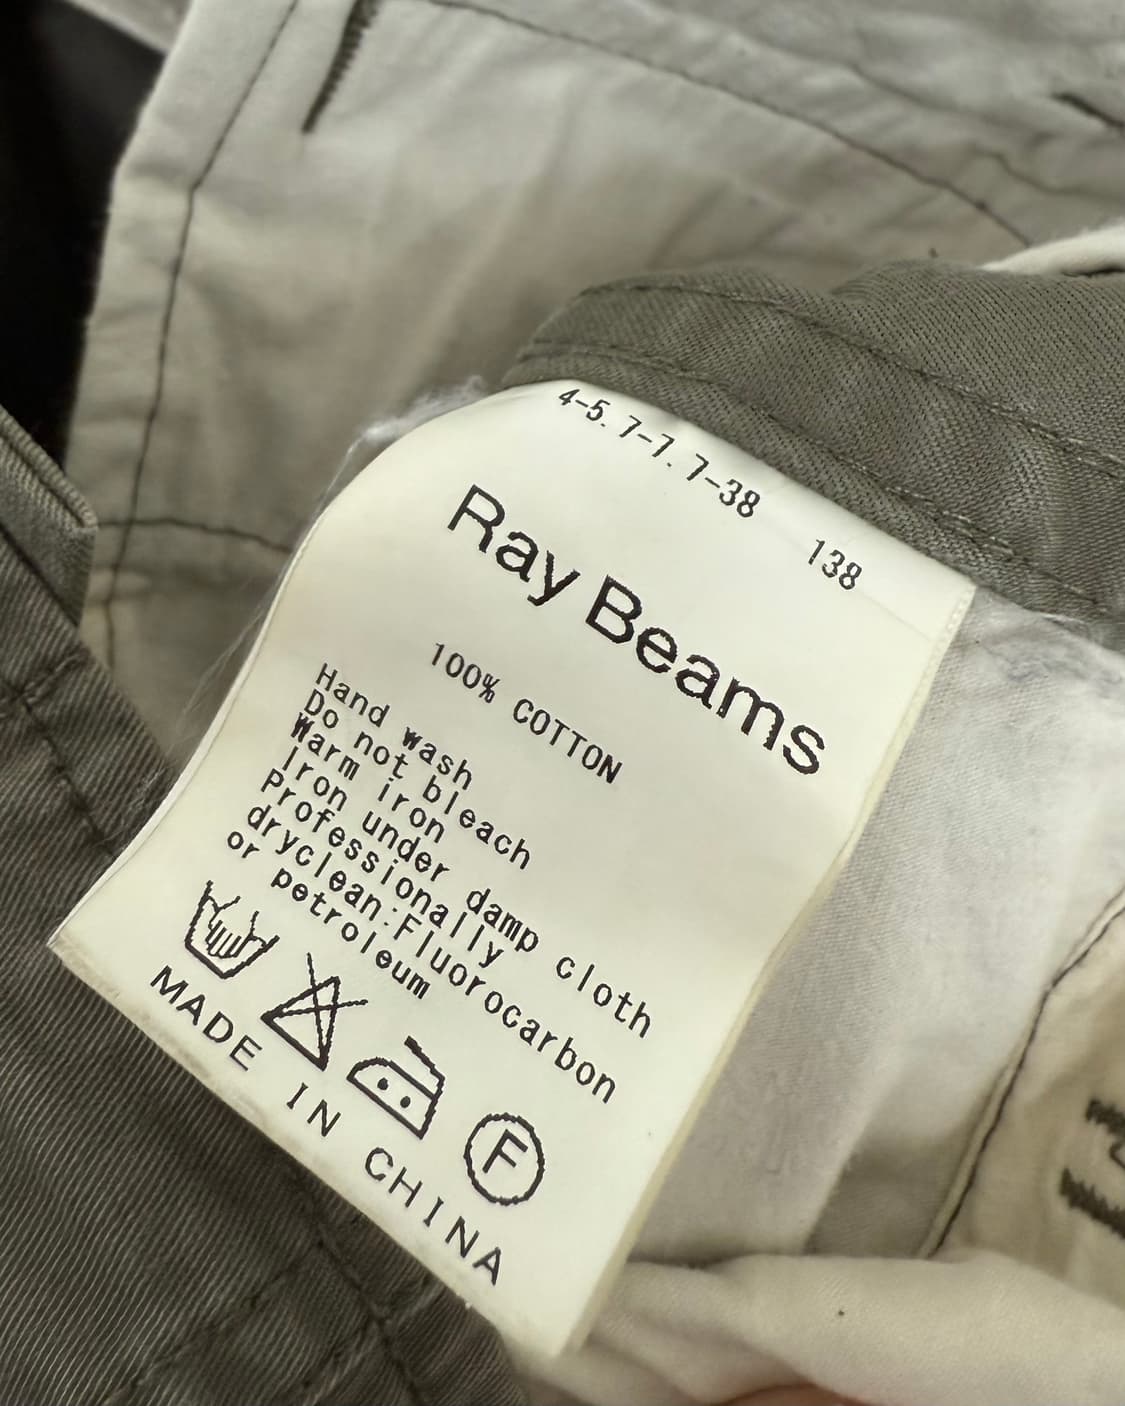 4-5. 7-7. 7-38 138
Ray Beams
100% COTTON
Hand wash
Do not bleach
Warm iron
Iron under damp cloth
Professionally
dryclean:Fluorocarbon
or petroleum
F
MADE IN CHINA